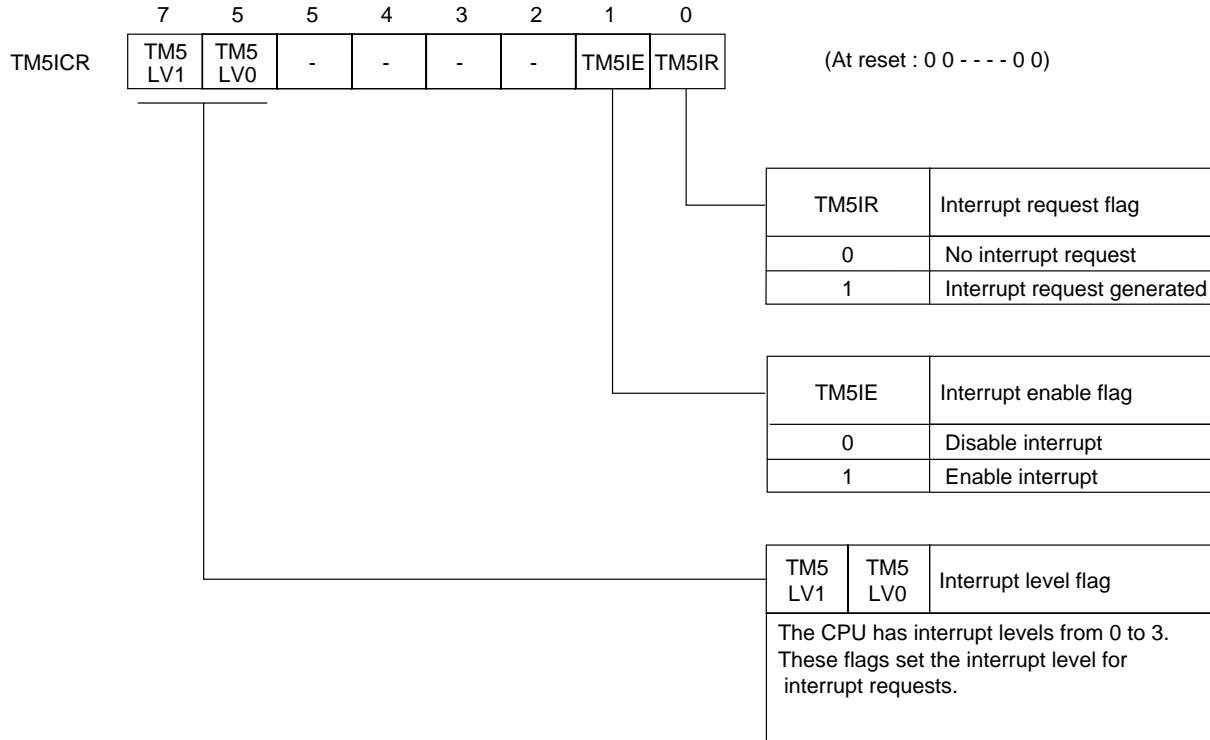 7 5 5 4 3 2 1 0
TM5ICR TM5 LV1 TM5 LV0 - - - - TM5IE TM5IR (At reset : 0 0 - - - - 0 0)
TM5IR Interrupt request flag
0 No interrupt request
1 Interrupt request generated
TM5IE Interrupt enable flag
0 Disable interrupt
1 Enable interrupt
TM5 LV1 TM5 LV0 Interrupt level flag
The CPU has interrupt levels from 0 to 3.
These flags set the interrupt level for
interrupt requests.